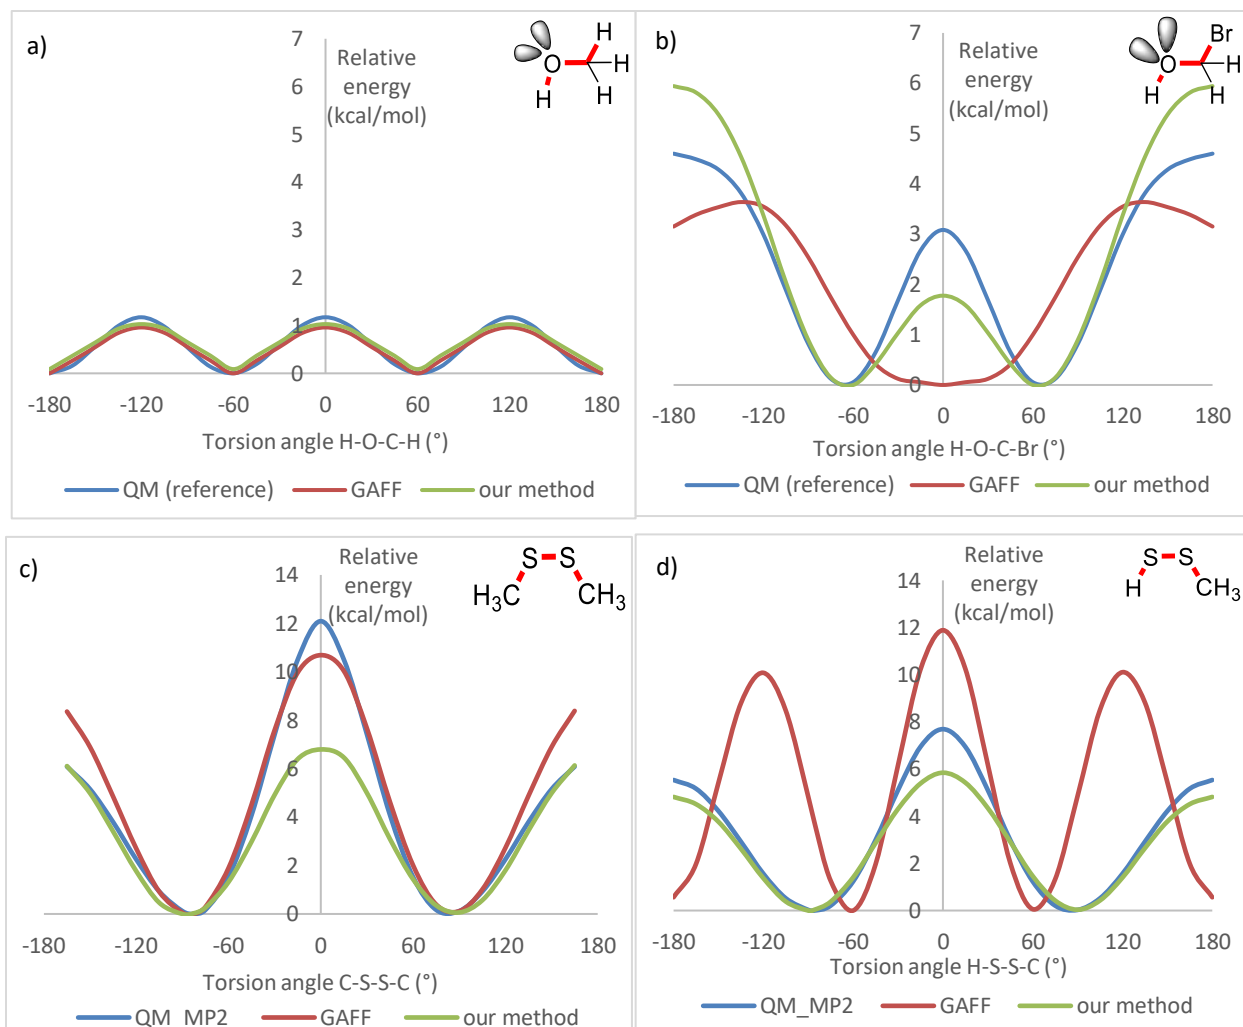 a)
7
6
5
4
3
2
1
0
Relative
energy
(kcal/mol)
O
H
H
H
H
-180
-120
-60
0
60
120
180
Torsion angle H-O-C-H (°)
QM (reference)
GAFF
our method
b)
7
6
5
4
3
2
1
0
Relative
energy
(kcal/mol)
Br
O
H
H
H
-180
-120
-60
0
60
120
180
Torsion angle H-O-C-Br (°)
QM (reference)
GAFF
our method
c)
14
12
10
8
6
4
2
0
Relative
energy
(kcal/mol)
S
S
H₃C
CH₃
-180
-120
-60
0
60
120
180
Torsion angle C-S-S-C (°)
QM_MP2
GAFF
our method
d)
14
12
10
8
6
4
2
0
Relative
energy
(kcal/mol)
S
S
H
CH₃
-180
-120
-60
0
60
120
180
Torsion angle H-S-S-C (°)
QM_MP2
GAFF
our method